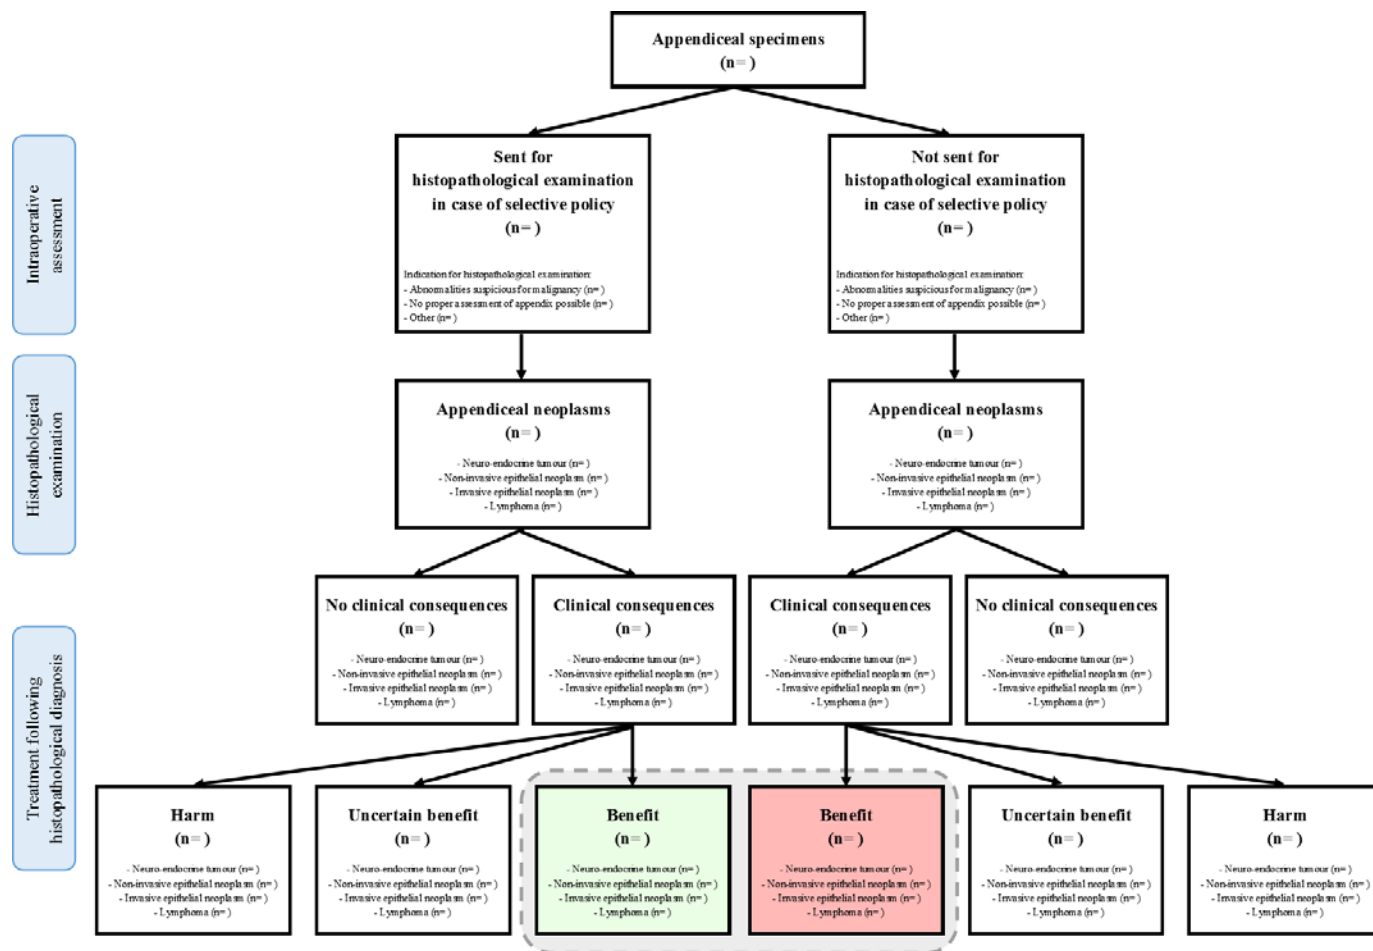 Appendiceal specimens
(n= )
Intraoperative
assessment
Sent for
histopathological examination
in case of selective policy
(n= )
Indication for histopathological examination:
- Abnormalities suspicious for malignancy (n= )
- No proper assessment of appendix possible (n= )
- Other (n= )
Not sent for
histopathological examination
in case of selective policy
(n= )
Indication for histopathological examination:
- Abnormalities suspicious for malignancy (n= )
- No proper assessment of appendix possible (n= )
- Other (n= )
Histopathological
examination
Appendiceal neoplasms
(n= )
- Neuro-endocrine tumour (n= )
- Non-invasive epithelial neoplasm (n= )
- Invasive epithelial neoplasm (n= )
- Lymphoma (n= )
Appendiceal neoplasms
(n= )
- Neuro-endocrine tumour (n= )
- Non-invasive epithelial neoplasm (n= )
- Invasive epithelial neoplasm (n= )
- Lymphoma (n= )
Treatment following
histopathological diagnosis
No clinical consequences
(n= )
- Neuro-endocrine tumour (n= )
- Non-invasive epithelial neoplasm (n= )
- Invasive epithelial neoplasm (n= )
- Lymphoma (n= )
Clinical consequences
(n= )
- Neuro-endocrine tumour (n= )
- Non-invasive epithelial neoplasm (n= )
- Invasive epithelial neoplasm (n= )
- Lymphoma (n= )
Clinical consequences
(n= )
- Neuro-endocrine tumour (n= )
- Non-invasive epithelial neoplasm (n= )
- Invasive epithelial neoplasm (n= )
- Lymphoma (n= )
No clinical consequences
(n= )
- Neuro-endocrine tumour (n= )
- Non-invasive epithelial neoplasm (n= )
- Invasive epithelial neoplasm (n= )
- Lymphoma (n= )
Harm
(n= )
- Neuro-endocrine tumour (n= )
- Non-invasive epithelial neoplasm (n= )
- Invasive epithelial neoplasm (n= )
- Lymphoma (n= )
Uncertain benefit
(n= )
- Neuro-endocrine tumour (n= )
- Non-invasive epithelial neoplasm (n= )
- Invasive epithelial neoplasm (n= )
- Lymphoma (n= )
Benefit
(n= )
- Neuro-endocrine tumour (n= )
- Non-invasive epithelial neoplasm (n= )
- Invasive epithelial neoplasm (n= )
- Lymphoma (n= )
Benefit
(n= )
- Neuro-endocrine tumour (n= )
- Non-invasive epithelial neoplasm (n= )
- Invasive epithelial neoplasm (n= )
- Lymphoma (n= )
Uncertain benefit
(n= )
- Neuro-endocrine tumour (n= )
- Non-invasive epithelial neoplasm (n= )
- Invasive epithelial neoplasm (n= )
- Lymphoma (n= )
Harm
(n= )
- Neuro-endocrine tumour (n= )
- Non-invasive epithelial neoplasm (n= )
- Invasive epithelial neoplasm (n= )
- Lymphoma (n= )